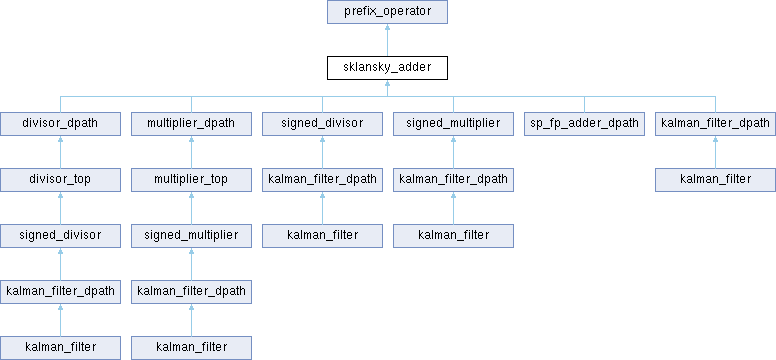 prefix_operator
sklansky_adder
divisor_dpath
multiplier_dpath
signed_divisor
signed_multiplier
sp_fp_adder_dpath
kalman_filter_dpath
divisor_top
multiplier_top
kalman_filter_dpath
kalman_filter_dpath
kalman_filter
signed_divisor
signed_multiplier
kalman_filter
kalman_filter
kalman_filter_dpath
kalman_filter_dpath
kalman_filter
kalman_filter